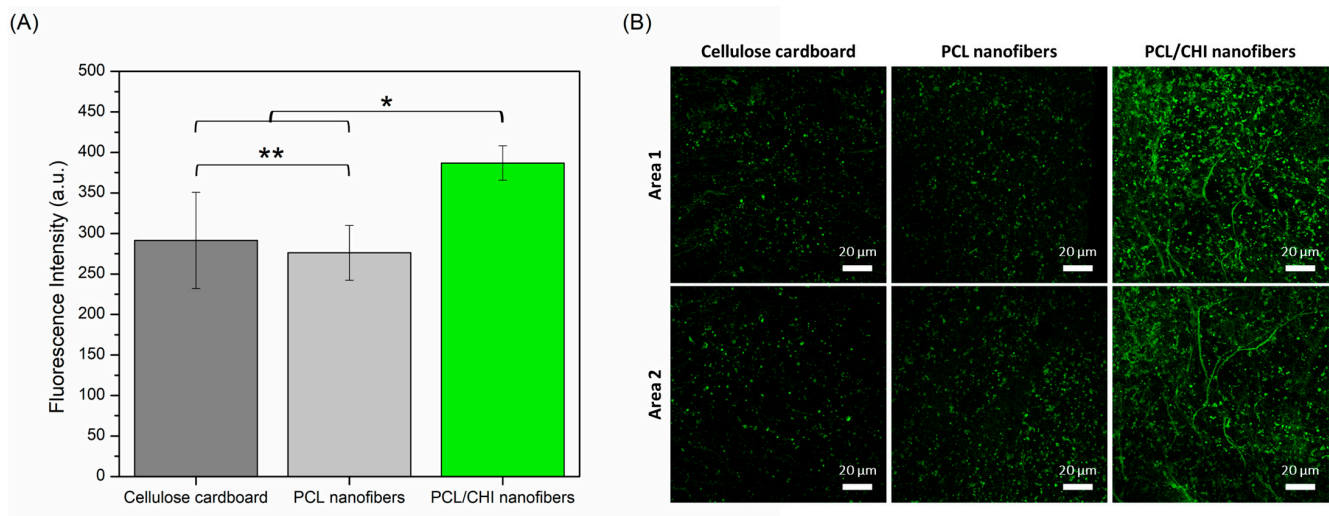 (A)
500
450
400
350
300
250
200
150
100
50
0
Fluorescence Intensity (a.u.)
*
**
Cellulose cardboard PCL nanofibers PCL/CHI nanofibers
(B)
Cellulose cardboard PCL nanofibers PCL/CHI nanofibers
Area 1
20 µm 20 µm 20 µm
Area 2
20 µm 20 µm 20 µm